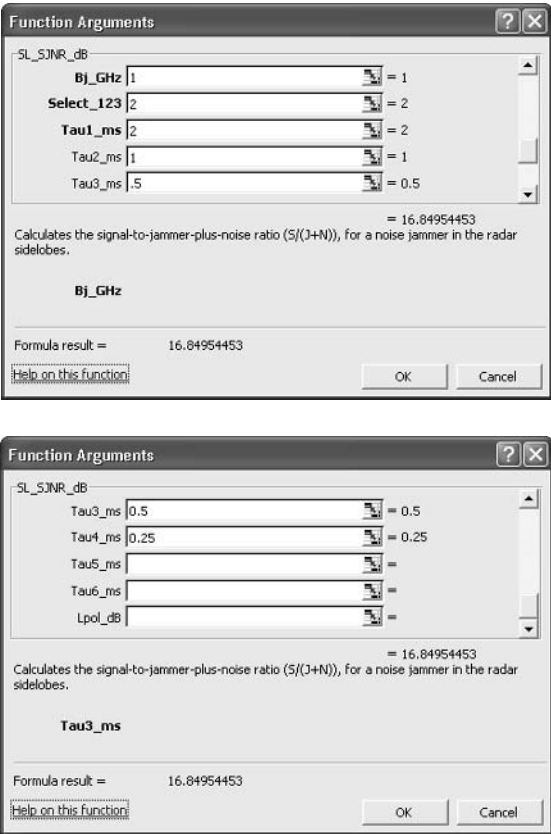 Function Arguments
SL_SJNR_dB
Bj_GHz 1 = 1
Select_123 2 = 2
Tau1_ms 2 = 2
Tau2_ms 1 = 1
Tau3_ms .5 = 0.5
= 16.84954453
Calculates the signal-to-jammer-plus-noise ratio (S/(J+N)), for a noise jammer in the radar
sidelobes.
Bj_GHz
Formula result = 16.84954453
Help on this function
OK Cancel
Function Arguments
SL_SJNR_dB
Tau3_ms 0.5 = 0.5
Tau4_ms 0.25 = 0.25
Tau5_ms =
Tau6_ms =
Lpol_dB =
= 16.84954453
Calculates the signal-to-jammer-plus-noise ratio (S/(J+N)), for a noise jammer in the radar
sidelobes.
Tau3_ms
Formula result = 16.84954453
Help on this function
OK Cancel